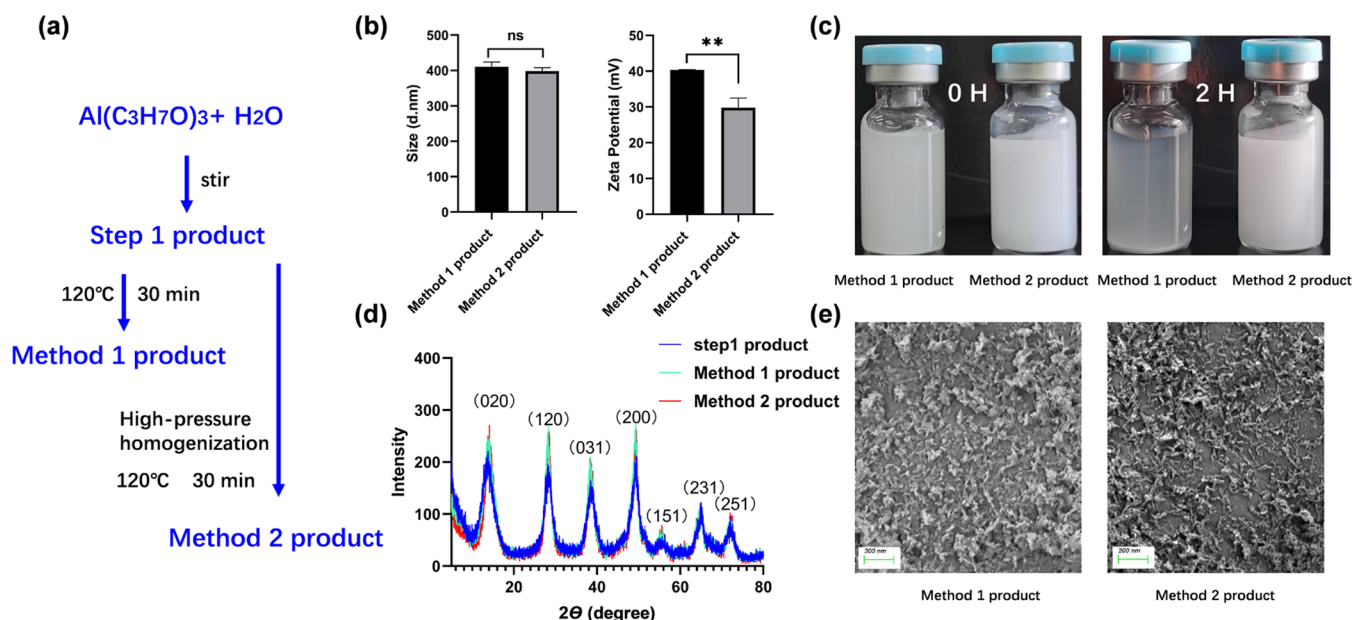 (a)
Al(C3H7O)3+ H2O
stir
Step 1 product
120℃ 30 min
Method 1 product
High-pressure
homogenization
120℃ 30 min
Method 2 product
(b)
Size (d.nm)
500
400
300
200
100
0
ns
Method 1 product
Method 2 product
Zeta Potential (mV)
50
40
30
20
10
0
**
Method 1 product
Method 2 product
(c)
0 H
2 H
Method 1 product Method 2 product Method 1 product Method 2 product
(d)
Intensity
400
300
200
100
0
step1 product
Method 1 product
Method 2 product
(020)
(120)
(031)
(200)
(151)
(231)
(251)
20 40 60 80
2Θ (degree)
(e)
200 nm
200 nm
Method 1 product Method 2 product